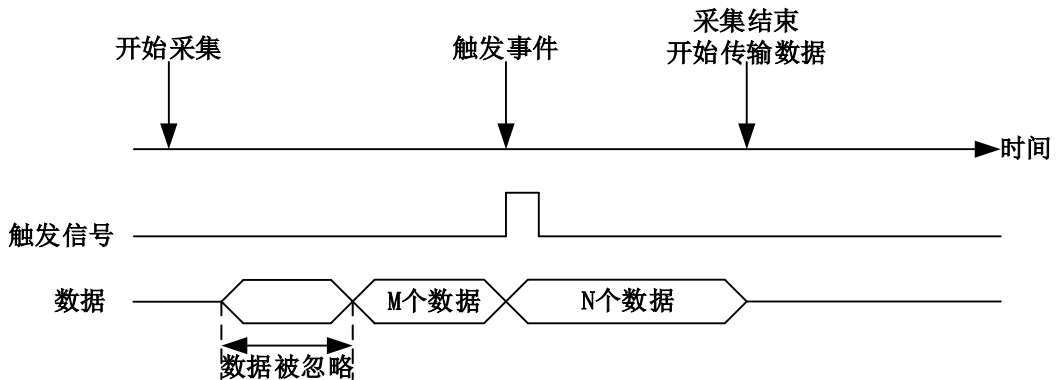 开始采集
触发事件
采集结束
开始传输数据
时间
触发信号
数据
M个数据
N个数据
数据被忽略